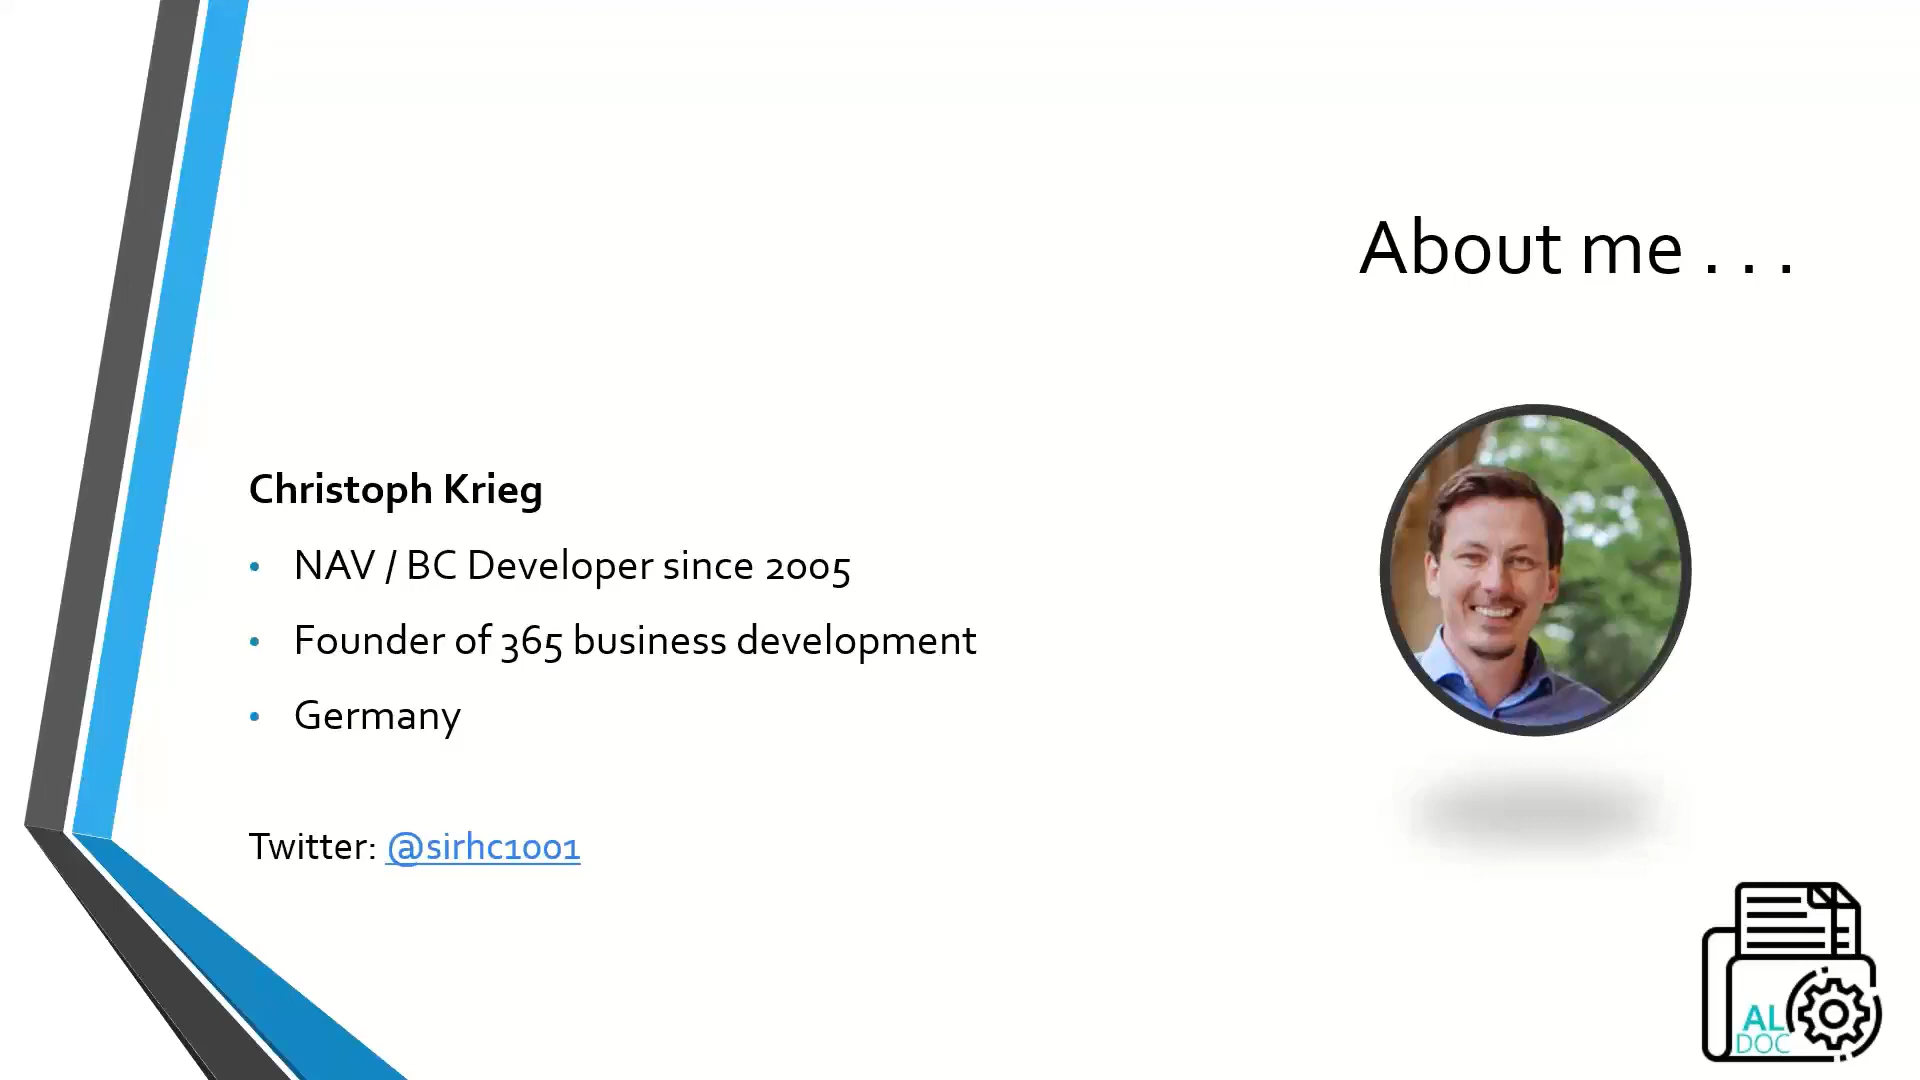 About me . . .
Christoph Krieg
• NAV / BC Developer since 2005
• Founder of 365 business development
• Germany
Twitter: @sirhc1001
AL
DOC